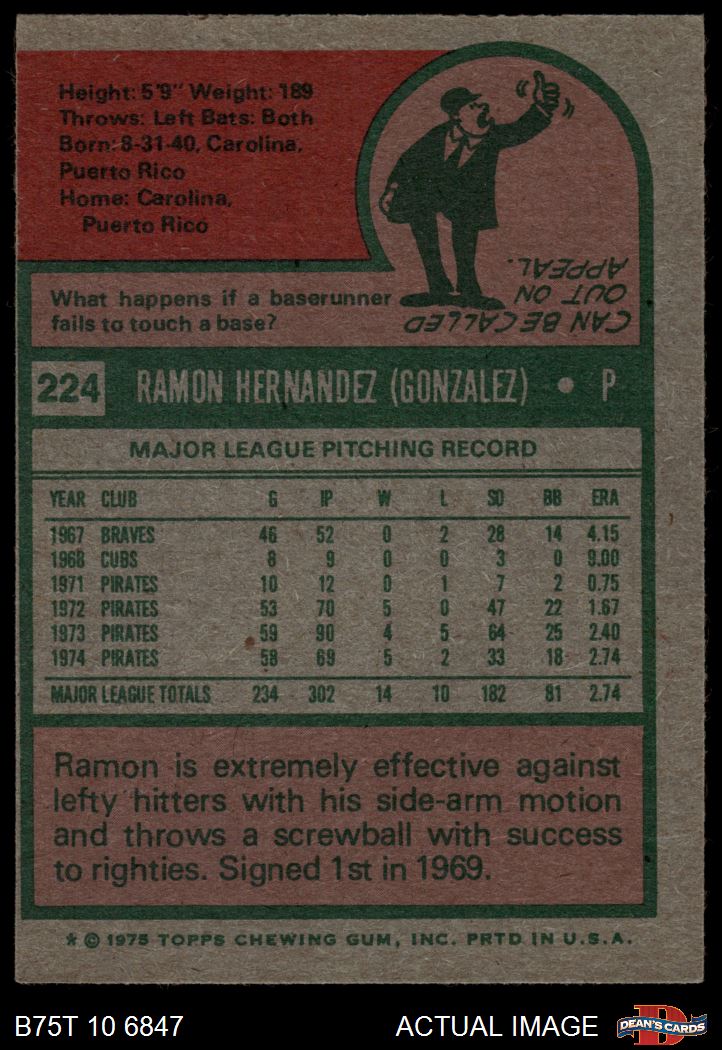 Height: 5'9" Weight: 189
Throws: Left Bats: Both
Born: 8-31-40, Carolina,
Puerto Rico
Home: Carolina,
Puerto Rico
What happens if a baserunner
fails to touch a base?
CAN BE CALLED
OUT ON
APPEAL.
224 RAMON HERNANDEZ (GONZALEZ) • P
MAJOR LEAGUE PITCHING RECORD
YEAR CLUB G IP W L SO BB ERA
1967 BRAVES 46 52 0 2 28 14 4.15
1968 CUBS 8 9 0 0 3 0 9.00
1971 PIRATES 10 12 0 1 7 2 0.75
1972 PIRATES 53 70 5 0 47 22 1.67
1973 PIRATES 59 90 4 5 64 25 2.40
1974 PIRATES 58 69 5 2 33 18 2.74
MAJOR LEAGUE TOTALS 234 302 14 10 182 81 2.74
Ramon is extremely effective against
lefty hitters with his side-arm motion
and throws a screwball with success
to righties. Signed 1st in 1969.
* © 1975 TOPPS CHEWING GUM, INC. PRTD IN U.S.A.
B75T 10 6847 ACTUAL IMAGE D DEAN'S CARDS